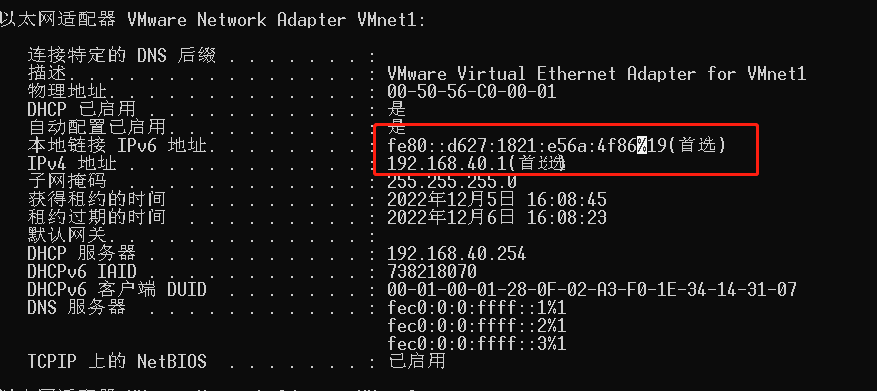 以太网适配器 VMware Network Adapter VMnet1:
连接特定的 DNS 后缀 . . . . . . . :
描述. . . . . . . . . . . . . . . : VMware Virtual Ethernet Adapter for VMnet1
物理地址. . . . . . . . . . . . . : 00-50-56-C0-00-01
DHCP 已启用 . . . . . . . . . . . : 是
自动配置已启用. . . . . . . . . . : 是
本地链接 IPv6 地址. . . . . . . . : fe80::d627:1821:e56a:4f86%19(首选)
IPv4 地址 . . . . . . . . . . . . : 192.168.40.1(首选)
子网掩码 . . . . . . . . . . . . : 255.255.255.0
获得租约的时间 . . . . . . . . . : 2022年12月5日 16:08:45
租约过期的时间 . . . . . . . . . : 2022年12月6日 16:08:23
默认网关. . . . . . . . . . . . . :
DHCP 服务器 . . . . . . . . . . . : 192.168.40.254
DHCPv6 IAID . . . . . . . . . . . : 738218070
DHCPv6 客户端 DUID . . . . . . . : 00-01-00-01-28-0F-02-A3-F0-1E-34-14-31-07
DNS 服务器 . . . . . . . . . . . : fec0:0:0:ffff::1%1
fec0:0:0:ffff::2%1
fec0:0:0:ffff::3%1
TCPIP 上的 NetBIOS . . . . . . . : 已启用